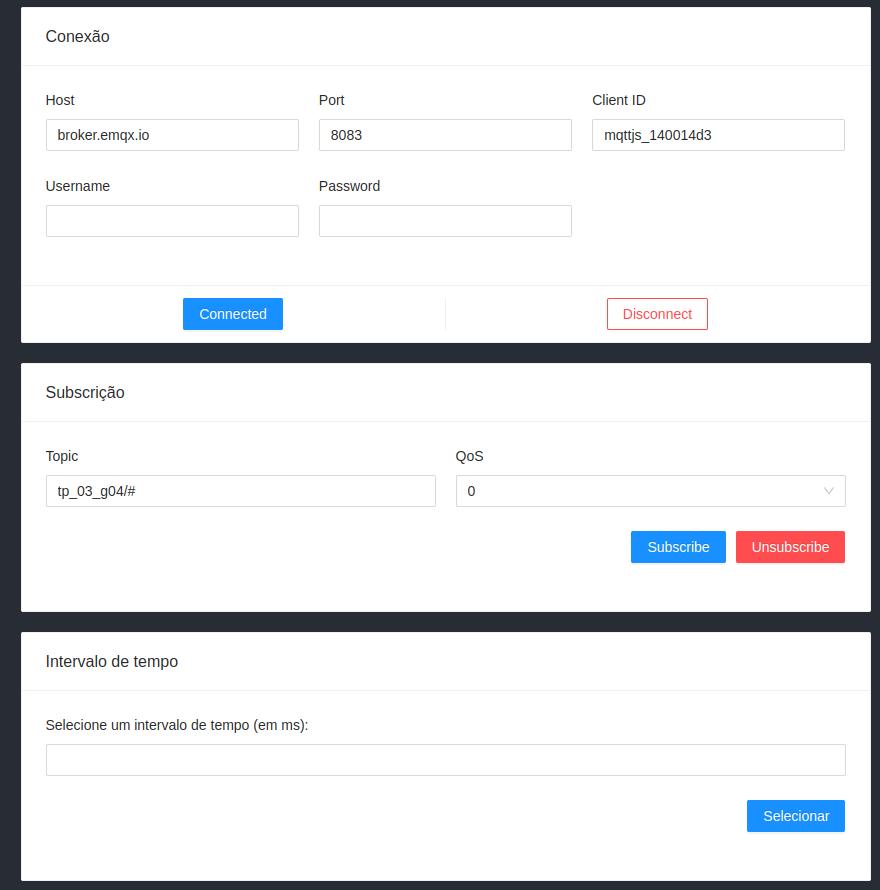 Conexão
Host
Port
Client ID
broker.emqx.io
8083
mqttjs_140014d3
Username
Password
Connected
Disconnect
Subscrição
Topic
QoS
tp_03_g04/#
0
Subscribe
Unsubscribe
Intervalo de tempo
Selecione um intervalo de tempo (em ms):
Selecionar